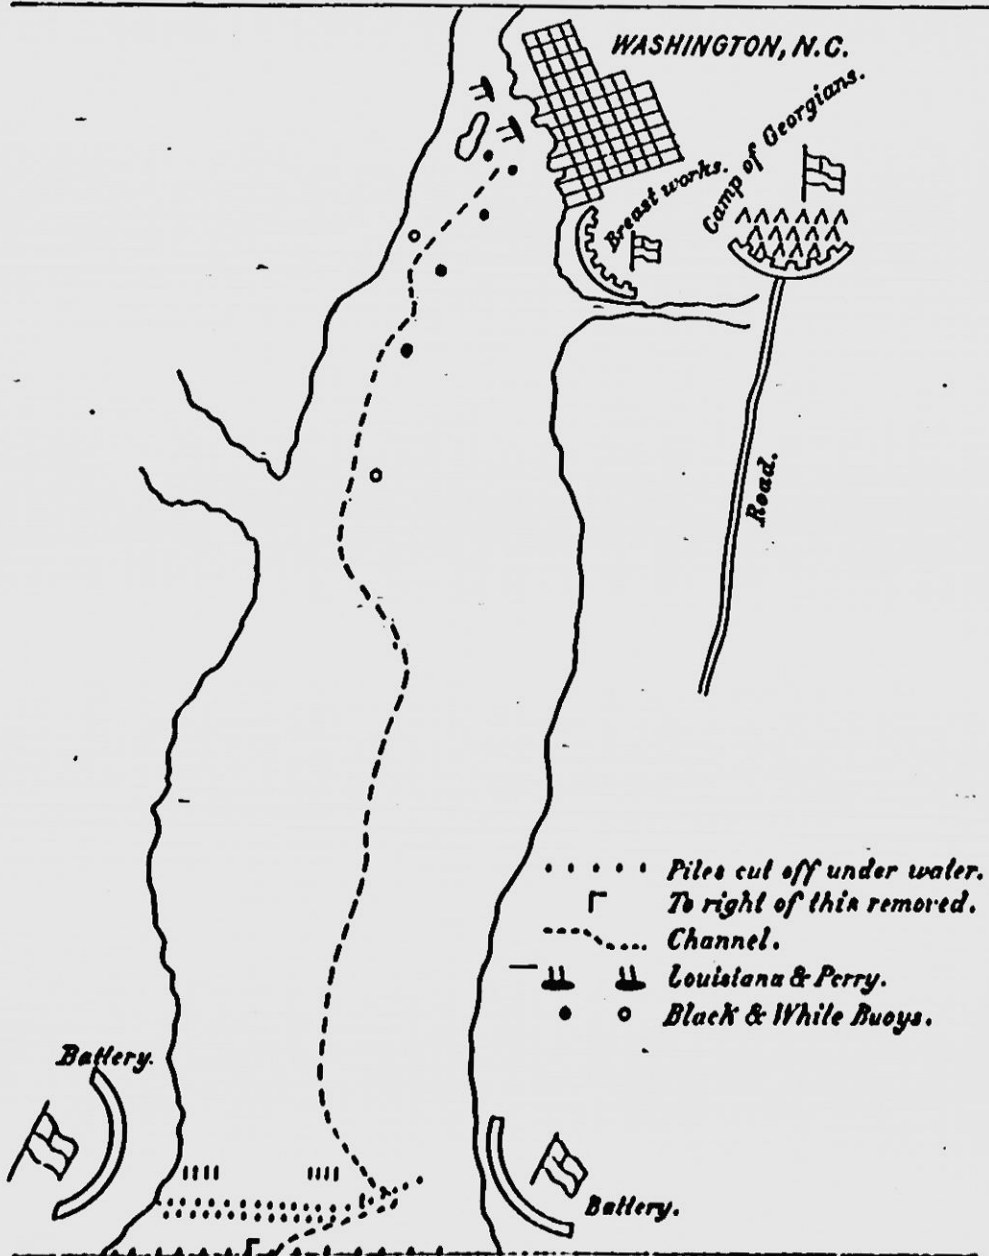 WASHINGTON, N.C.
Camp of Georgians.
Breast works.
Road.
Piles cut off under water.
To right of this removed.
Channel.
Louisiana & Perry.
Black & White Buoys.
Battery.
Battery.